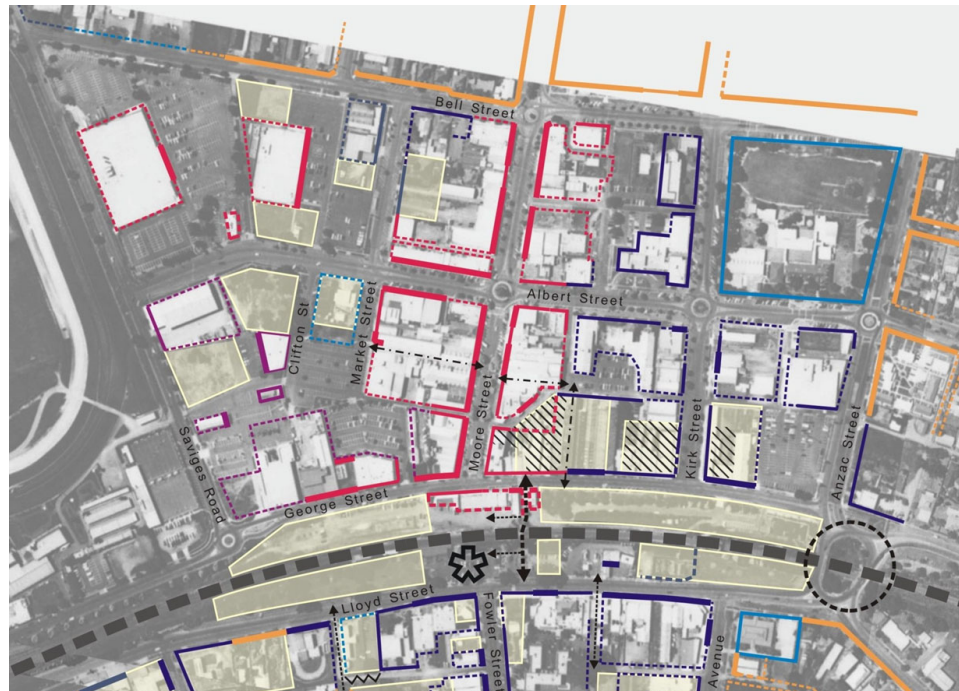 Bell Street
Albert Street
Clifton St
Market Street
Moore Street
Kirk Street
Anzac Street
Saviges Road
George Street
Lloyd Street
Fowler Street
Avenue